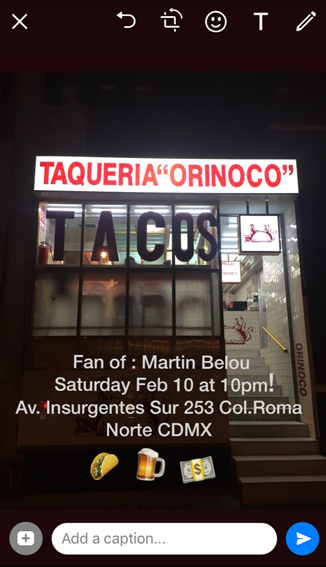 T
TAQUERIA“ORINOCO”
TACOS
ORINOCO
Fan of : Martin Belou
Saturday Feb 10 at 10pm!
Av. Insurgentes Sur 253 Col.Roma
Norte CDMX
Add a caption...